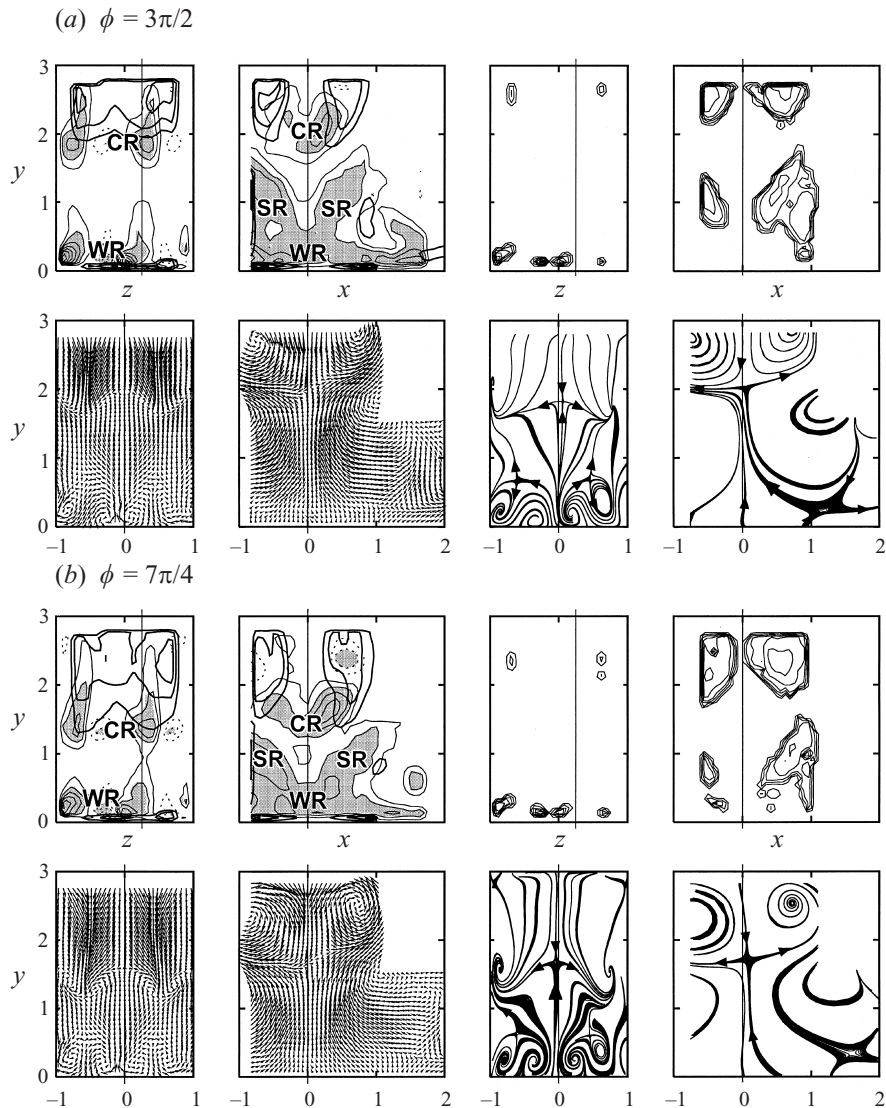 (a) ϕ = 3π/2
3
2
1
0
y
CR
WR
CR
SR
SR
WR
z
x
z
x
3
2
1
0
y
–1 0 1
–1 0 1 2
–1 0 1
–1 0 1 2
(b) ϕ = 7π/4
3
2
1
0
y
CR
WR
CR
SR
SR
WR
z
x
z
x
3
2
1
0
y
–1 0 1
–1 0 1 2
–1 0 1
–1 0 1 2